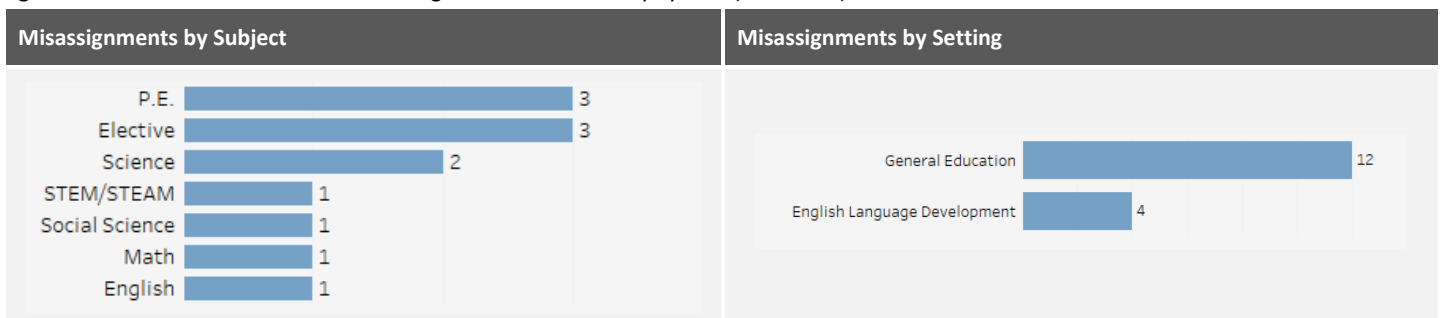 Misassignments by Subject
P.E. 3
Elective 3
Science 2
STEM/STEAM 1
Social Science 1
Math 1
English 1
Misassignments by Setting
General Education 12
English Language Development 4